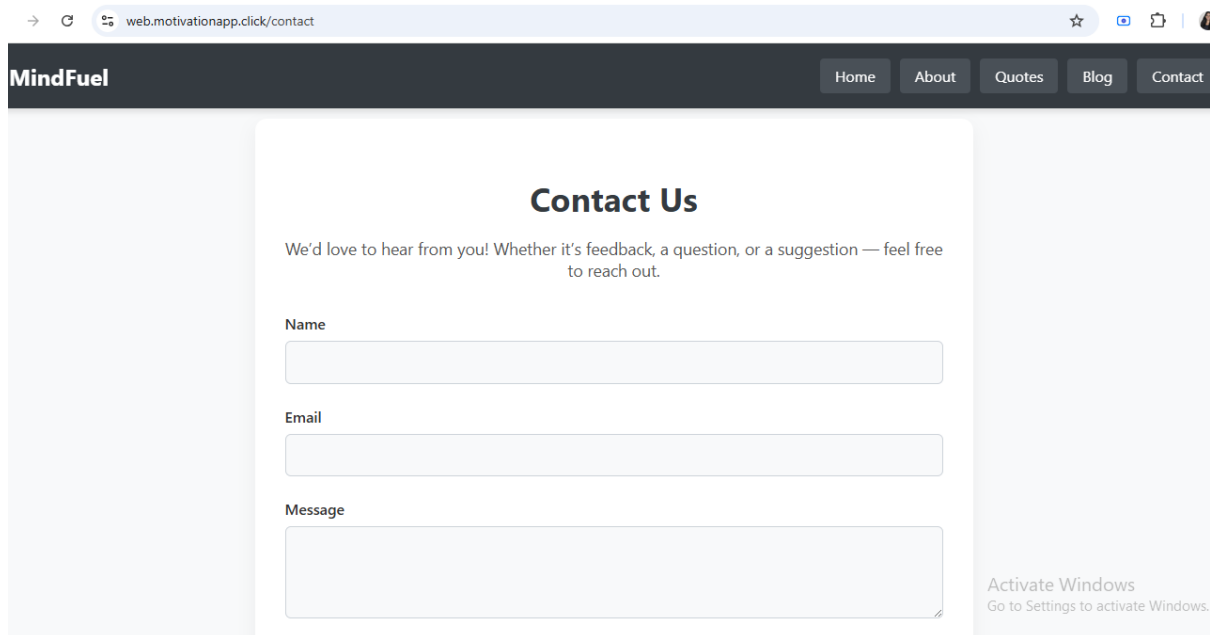 web.motivationapp.click/contact
MindFuel
Home About Quotes Blog Contact
Contact Us
We’d love to hear from you! Whether it’s feedback, a question, or a suggestion — feel free
to reach out.
Name
Email
Message
Activate Windows
Go to Settings to activate Windows.